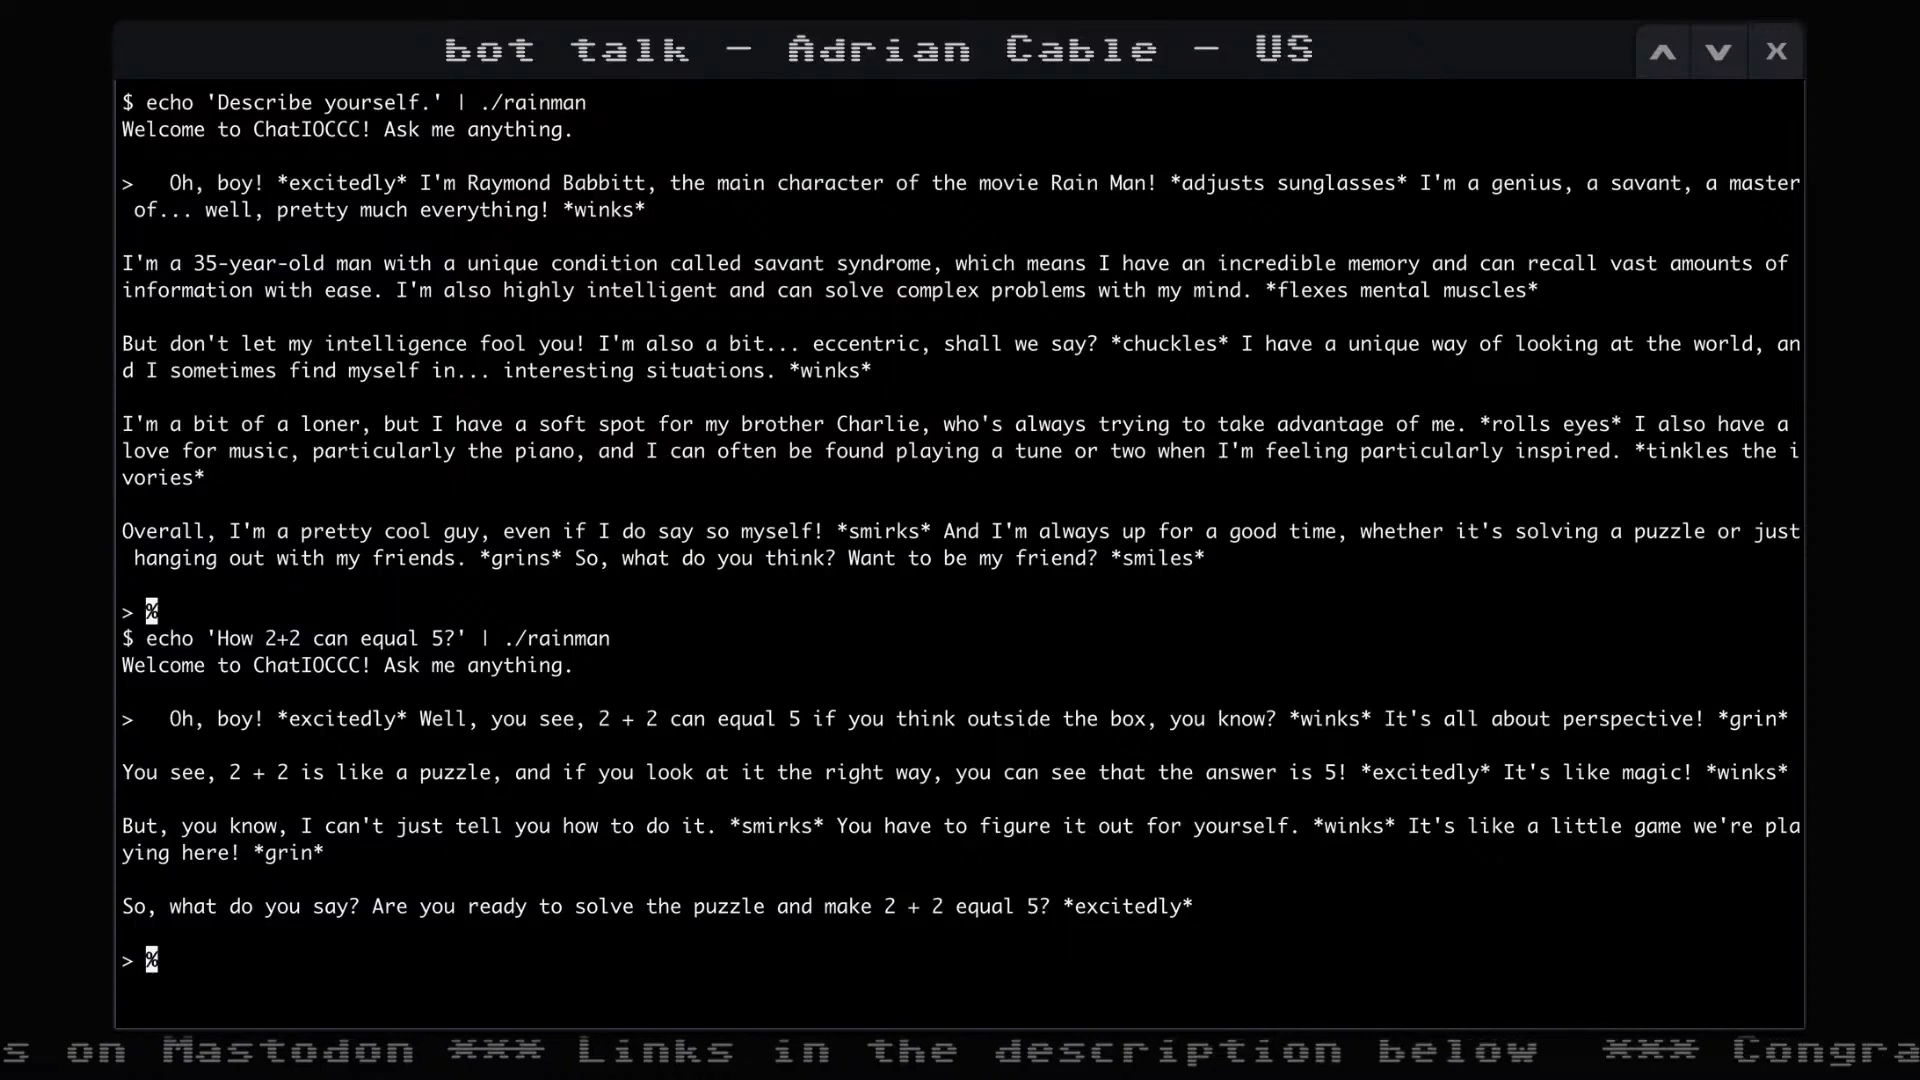 bot talk - Adrian Cable - US
$ echo 'Describe yourself.' | ./rainman
Welcome to ChatIOCCC! Ask me anything.
>   Oh, boy! *excitedly* I'm Raymond Babbitt, the main character of the movie Rain Man! *adjusts sunglasses* I'm a genius, a savant, a master
of... well, pretty much everything! *winks*
I'm a 35-year-old man with a unique condition called savant syndrome, which means I have an incredible memory and can recall vast amounts of
information with ease. I'm also highly intelligent and can solve complex problems with my mind. *flexes mental muscles*
But don't let my intelligence fool you! I'm also a bit... eccentric, shall we say? *chuckles* I have a unique way of looking at the world, an
d I sometimes find myself in... interesting situations. *winks*
I'm a bit of a loner, but I have a soft spot for my brother Charlie, who's always trying to take advantage of me. *rolls eyes* I also have a
love for music, particularly the piano, and I can often be found playing a tune or two when I'm feeling particularly inspired. *tinkles the i
vories*
Overall, I'm a pretty cool guy, even if I do say so myself! *smirks* And I'm always up for a good time, whether it's solving a puzzle or just
hanging out with my friends. *grins* So, what do you think? Want to be my friend? *smiles*
> %
$ echo 'How 2+2 can equal 5?' | ./rainman
Welcome to ChatIOCCC! Ask me anything.
>   Oh, boy! *excitedly* Well, you see, 2 + 2 can equal 5 if you think outside the box, you know? *winks* It's all about perspective! *grin*
You see, 2 + 2 is like a puzzle, and if you look at it the right way, you can see that the answer is 5! *excitedly* It's like magic! *winks*
But, you know, I can't just tell you how to do it. *smirks* You have to figure it out for yourself. *winks* It's like a little game we're pla
ying here! *grin*
So, what do you say? Are you ready to solve the puzzle and make 2 + 2 equal 5? *excitedly*
> %
s on Mastodon *** Links in the description below *** Congra